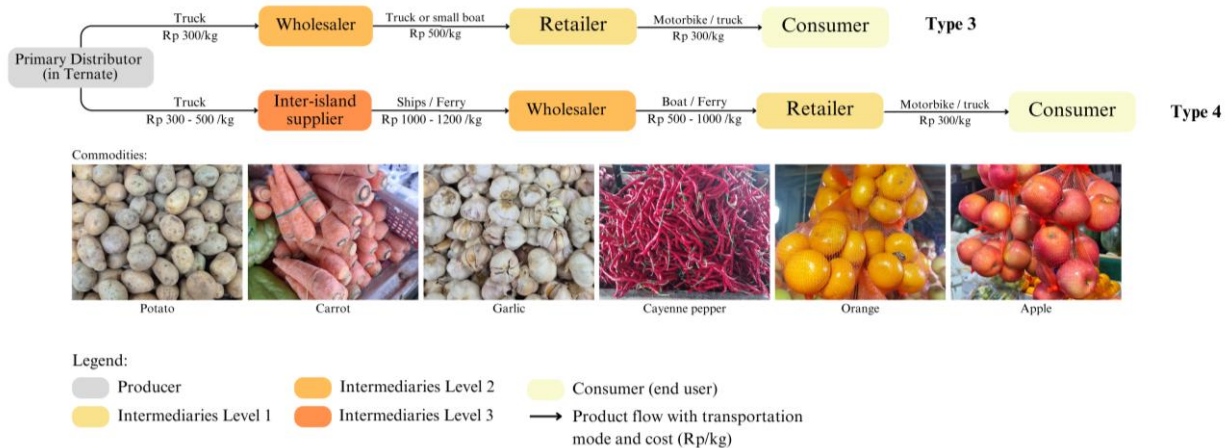 Truck
Rp 300/kg
Wholesaler
Truck or small boat
Rp 500/kg
Retailer
Motorbike / truck
Rp 300/kg
Consumer
Type 3
Primary Distributor
(in Ternate)
Truck
Rp 300 - 500 /kg
Inter-island
supplier
Ships / Ferry
Rp 1000 - 1200 /kg
Wholesaler
Boat / Ferry
Rp 500 - 1000 /kg
Retailer
Motorbike / truck
Rp 300/kg
Consumer
Type 4
Commodities:
Potato
Carrot
Garlic
Cayenne pepper
Orange
Apple
Legend:
Producer
Intermediaries Level 2
Consumer (end user)
Intermediaries Level 1
Intermediaries Level 3
Product flow with transportation
mode and cost (Rp/kg)